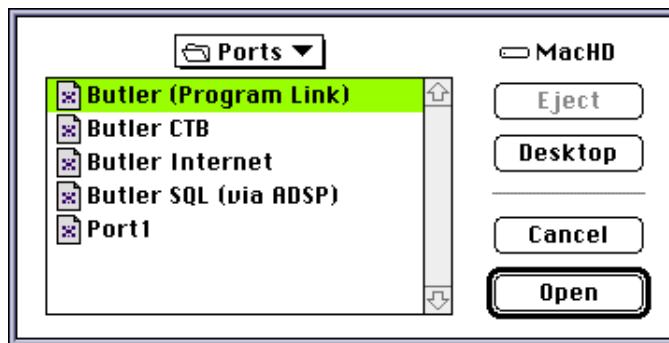 Ports
MacHD
Butler (Program Link)
Butler CTB
Butler Internet
Butler SQL (via ADSP)
Port1
Eject
Desktop
Cancel
Open